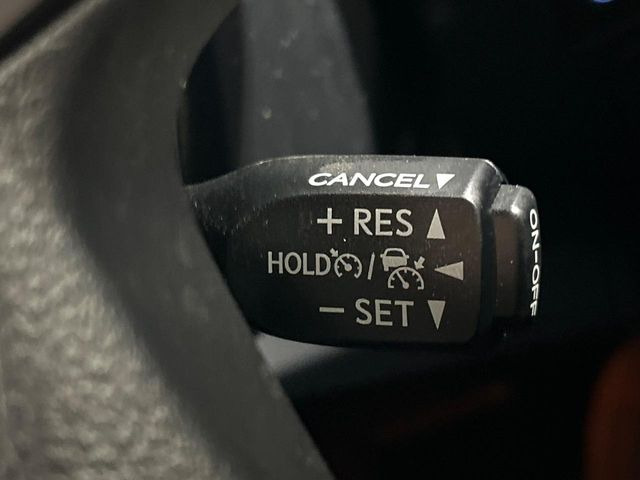 CANCEL▼
+ RES ▲
HOLD / ◀
− SET ▼
ON-OFF